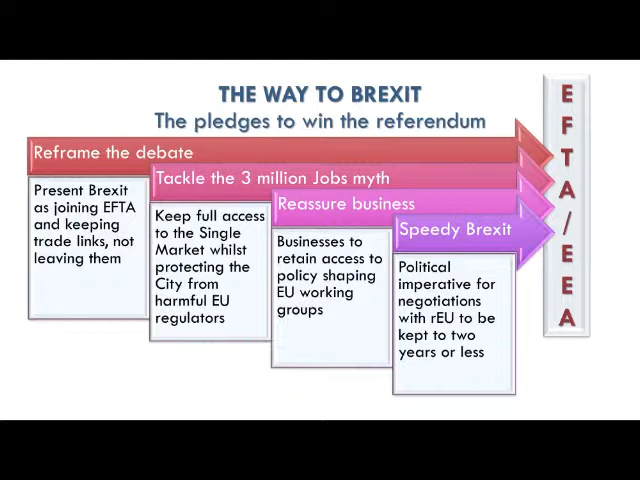 THE WAY TO BREXIT
The pledges to win the referendum
Reframe the debate
Present Brexit
as joining EFTA
and keeping
trade links, not
leaving them
Tackle the 3 million Jobs myth
Keep full access
to the Single
Market whilst
protecting the
City from
harmful EU
regulators
Reassure business
Businesses to
retain access to
policy shaping
EU working
groups
Speedy Brexit
Political
imperative for
negotiations
with rEU to be
kept to two
years or less
EFTA/EEA